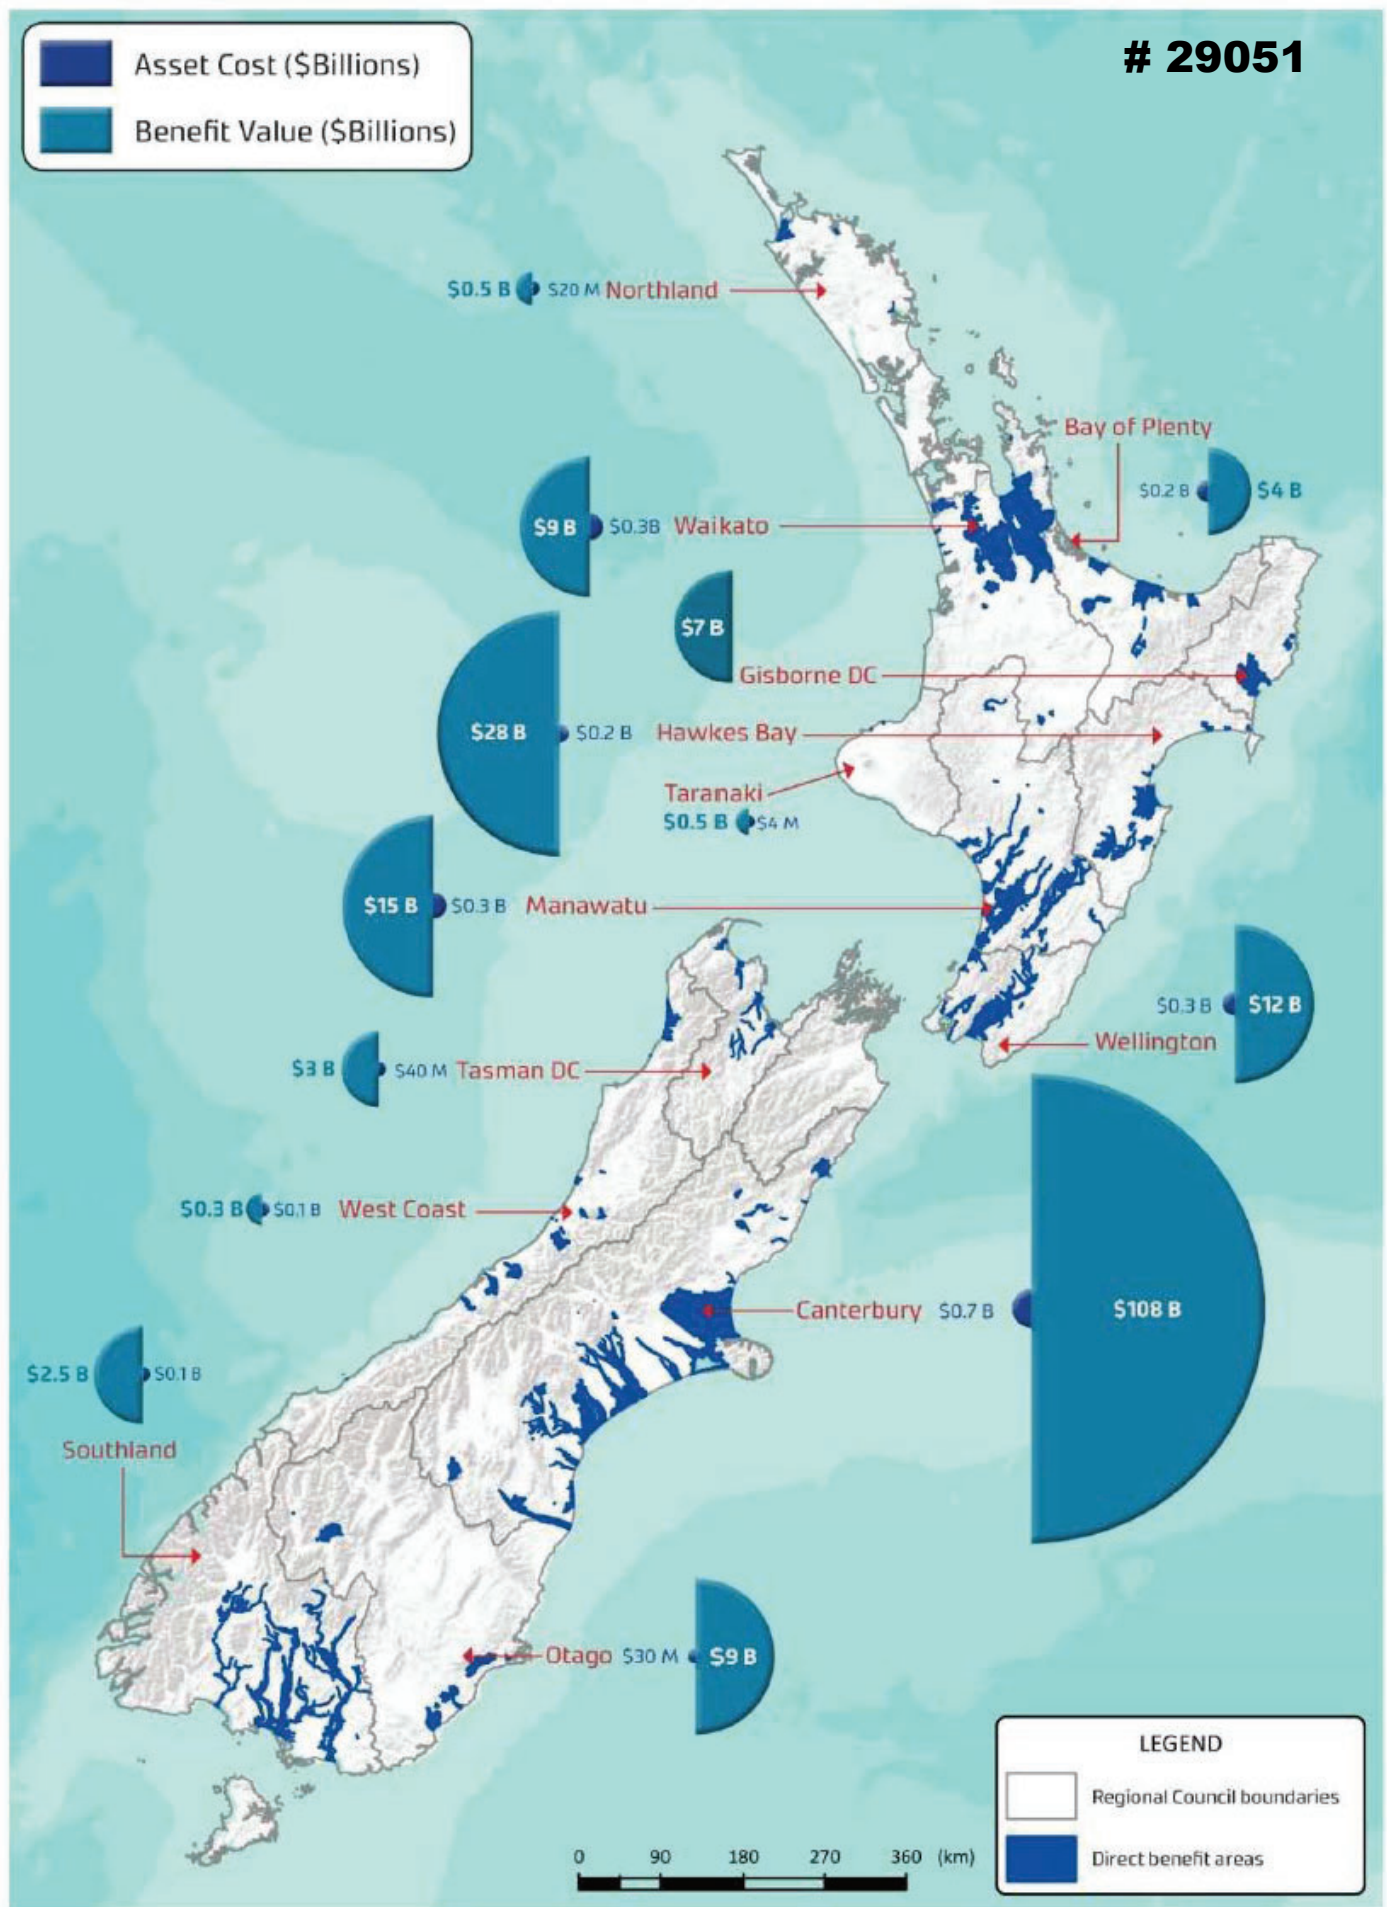 Asset Cost ($Billions)
Benefit Value ($Billions)
# 29051
$0.5 B $20 M Northland
Bay of Plenty
$0.2 B $4 B
$9 B $0.3B Waikato
$7 B
Gisborne DC
$28 B $0.2 B Hawkes Bay
Taranaki
$0.5 B $4 M
$15 B $0.3 B Manawatu
$0.3 B $12 B
Wellington
$3 B $40 M Tasman DC
$0.3 B $0.1 B West Coast
Canterbury $0.7 B $108 B
$2.5 B $0.1 B
Southland
Otago $30 M $9 B
LEGEND
Regional Council boundaries
Direct benefit areas
0 90 180 270 360 (km)